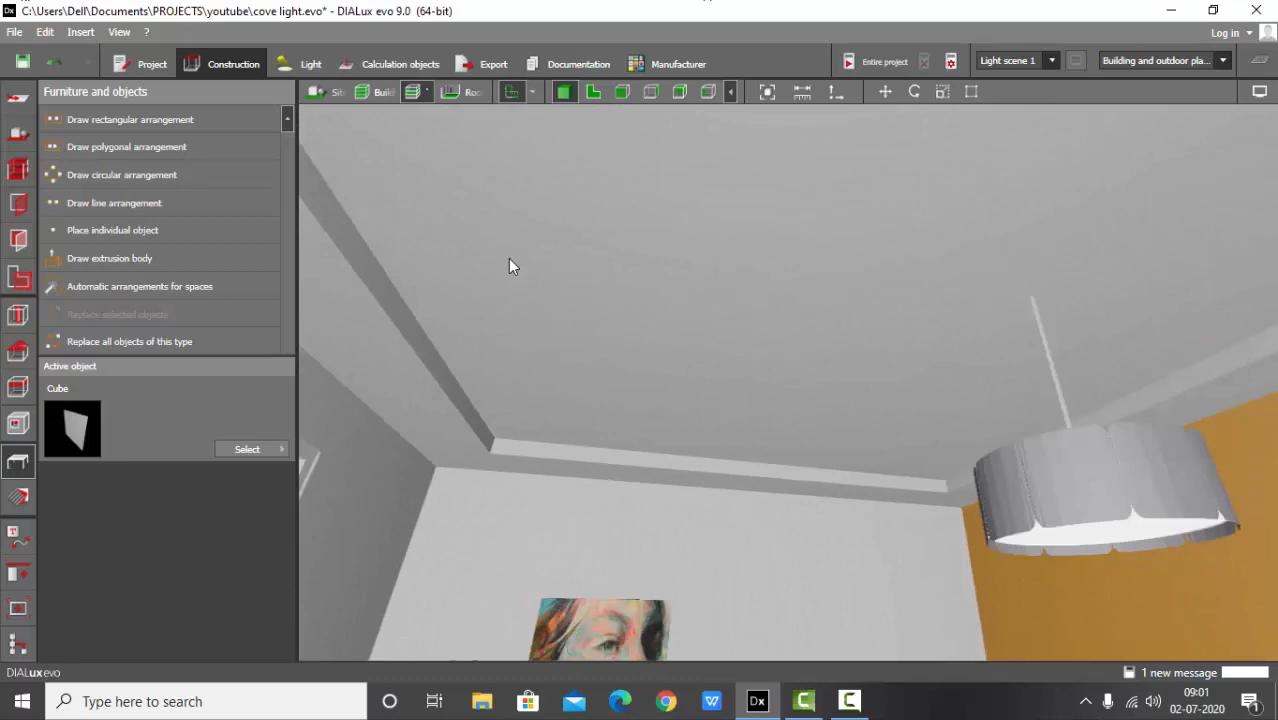 C:\Users\Dell\Documents\PROJECTS\youtube\cove light.evo* - DIALux evo 9.0 (64-bit)
File Edit Insert View ?
Log in
Project Construction Light Calculation objects Export Documentation Manufacturer
Entire project Light scene 1 Building and outdoor pla...
Furniture and objects
Sit Build Roo
Draw rectangular arrangement
Draw polygonal arrangement
Draw circular arrangement
Draw line arrangement
Place individual object
Draw extrusion body
Automatic arrangements for spaces
Replace selected objects
Replace all objects of this type
Active object
Cube
Select
DIALux evo
1 new message
Type here to search
09:01
02-07-2020